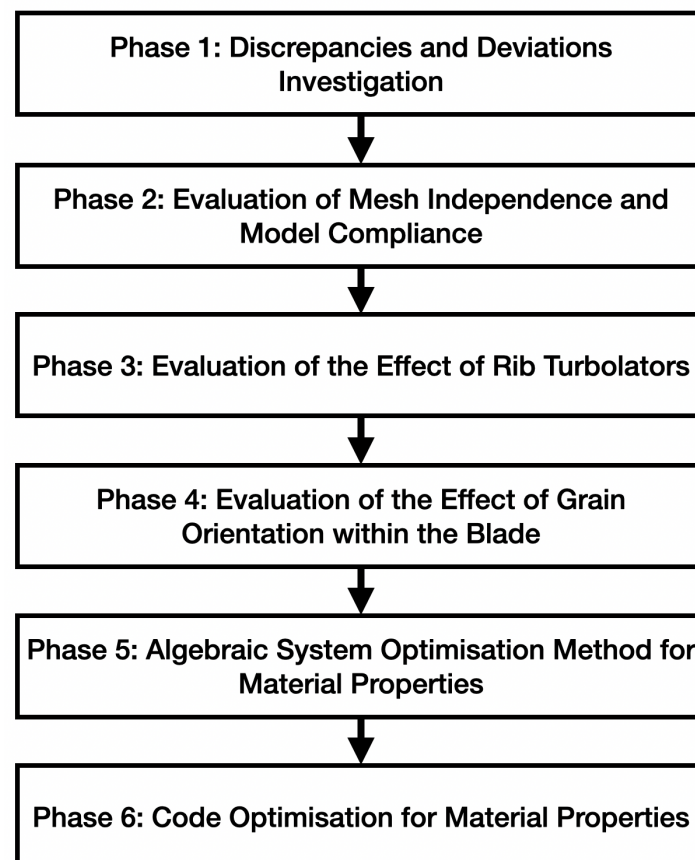 Phase 1: Discrepancies and Deviations
Investigation
Phase 2: Evaluation of Mesh Independence and
Model Compliance
Phase 3: Evaluation of the Effect of Rib Turbolators
Phase 4: Evaluation of the Effect of Grain
Orientation within the Blade
Phase 5: Algebraic System Optimisation Method for
Material Properties
Phase 6: Code Optimisation for Material Properties